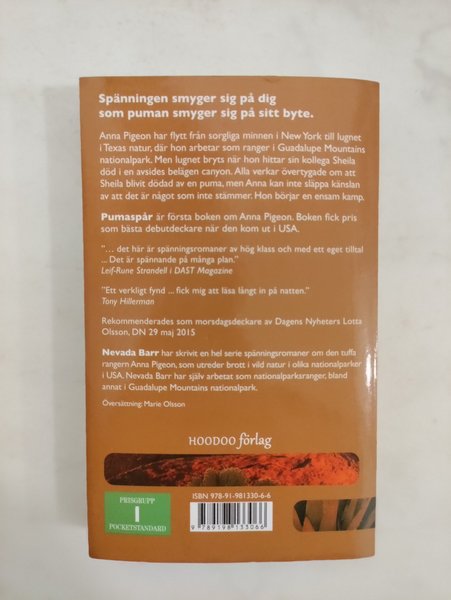 Spänningen smyger sig på dig
som puman smyger sig på sitt byte.
Anna Pigeon har flytt från sorgliga minnen i New York till lugnet
i Texas natur, där hon arbetar som ranger i Guadalupe Mountains
nationalpark. Men lugnet bryts när hon hittar sin kollega Sheila
död i en avsides belägen canyon. Alla verkar övertygade om att
Sheila blivit dödad av en puma, men Anna kan inte släppa känslan
av att det är något som inte stämmer. Hon börjar en ensam kamp.
Pumaspår är första boken om Anna Pigeon. Boken fick pris
som bästa debutdeckare när den kom ut i USA.
"... det här är spänningsromaner av hög klass och med ett eget tilltal
... Det är spännande på många plan."
Leif-Rune Strandell i DAST Magazine
"Ett verkligt fynd ... fick mig att läsa långt in på natten."
Tony Hillerman
Rekommenderades som morsdagsdeckare av Dagens Nyheters Lotta
Olsson, DN 29 maj 2015
Nevada Barr har skrivit en hel serie spänningsromaner om den tuffa
rangern Anna Pigeon, som utreder brott i vild natur i olika nationalparker
i USA. Nevada Barr har själv arbetat som nationalparksranger, bland
annat i Guadalupe Mountains nationalpark.
Översättning: Marie Olsson
HOODOO förlag
ISBN 978-91-981330-6-6
PRISGRUPP
1
POCKETSTANDARD
9 789198 133066